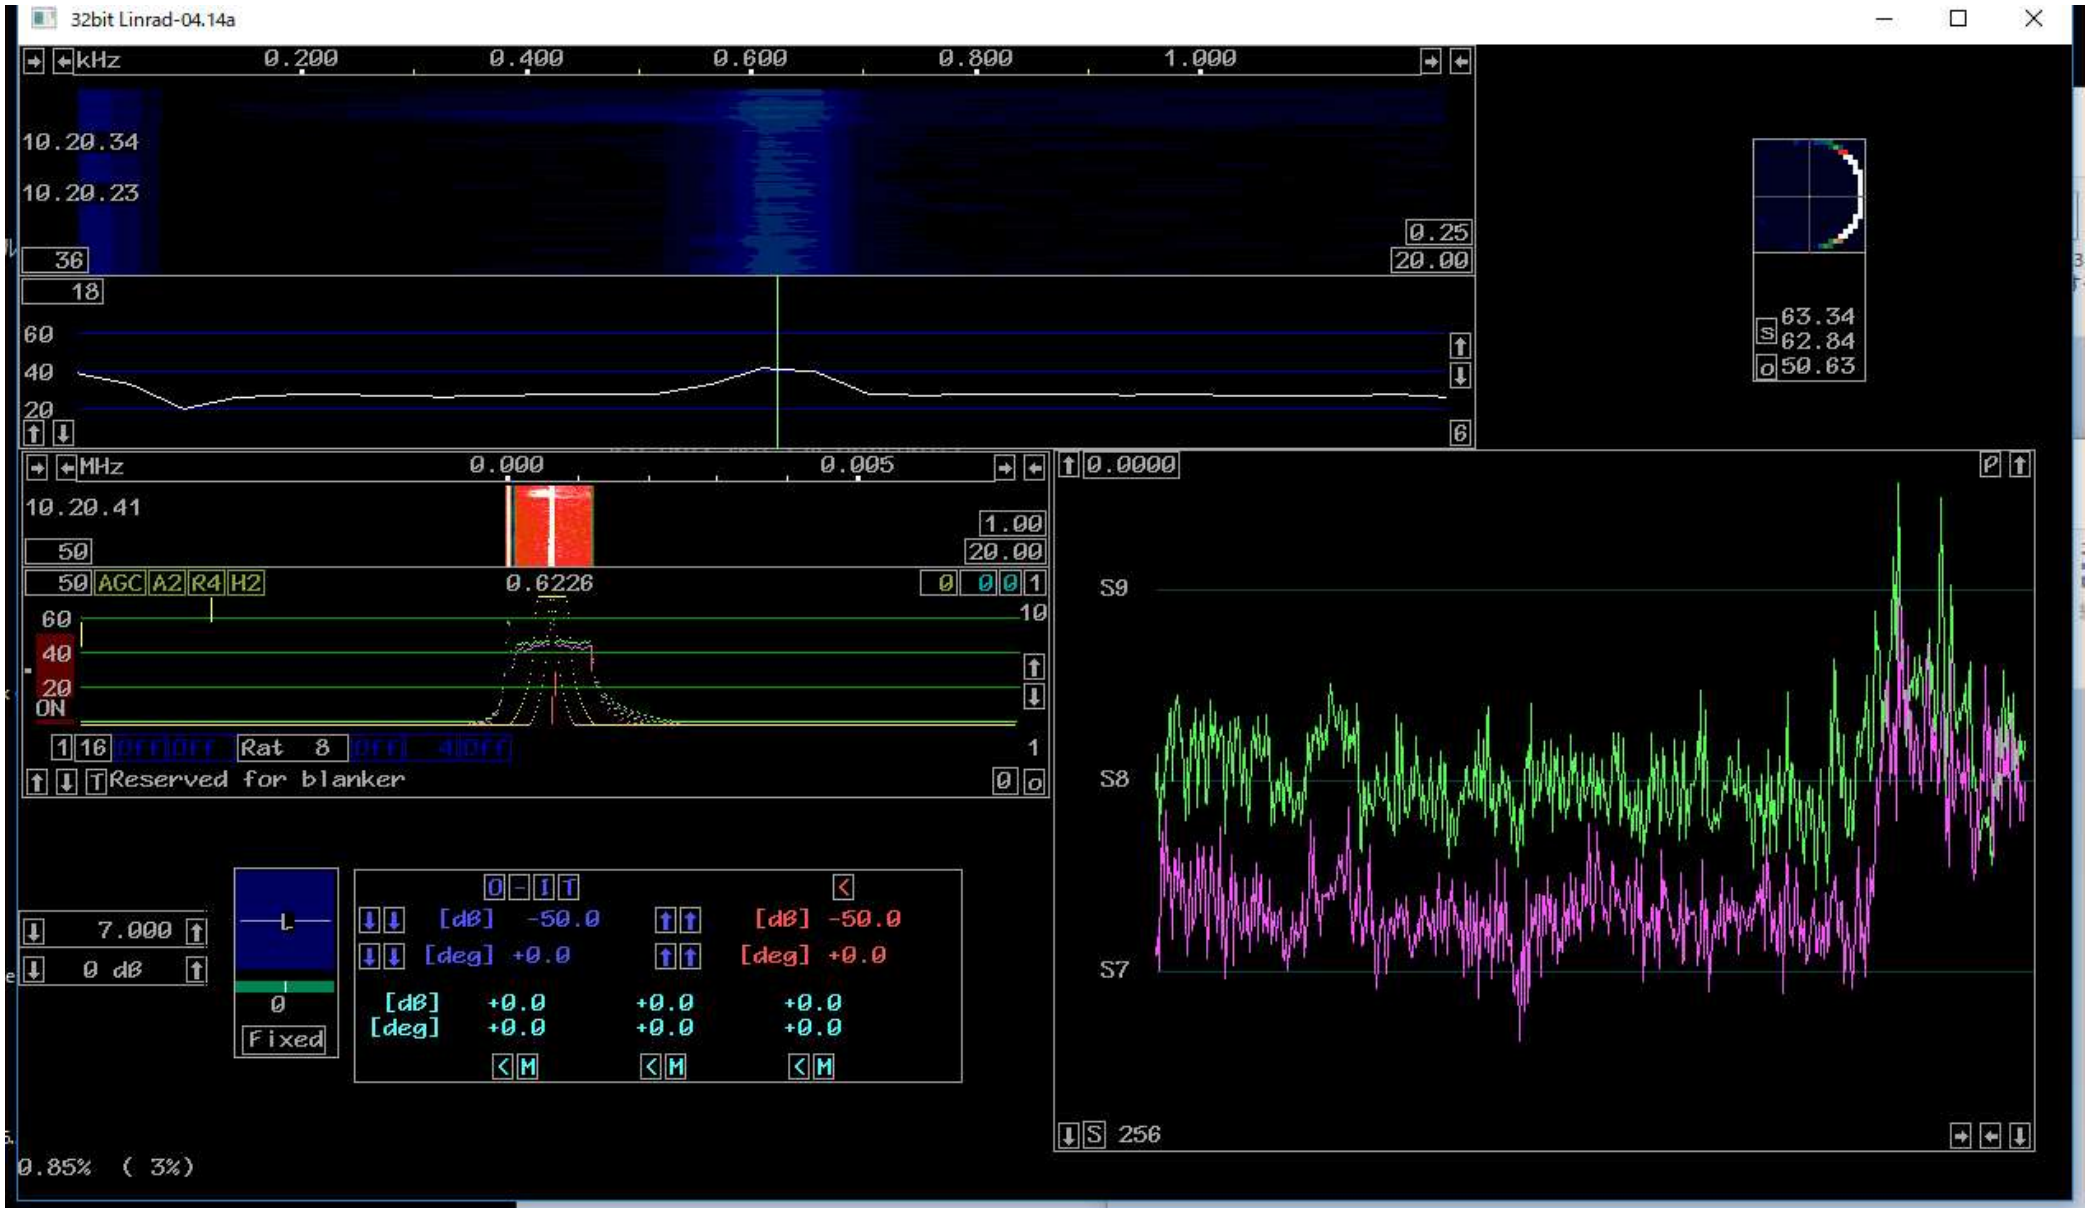 32bit Linrad-04.14a
kHz 0.200 0.400 0.600 0.800 1.000
10.20.34
10.20.23
0.25
36 20.00
18
60
40
20
6
63.34
S 62.84
o 50.63
MHz 0.000 0.005
10.20.41
1.00
50 20.00
50 AGC A2 R4 H2 0.6226 0 0 0 1
60 10
40
20
ON
1 16 Off Off Rat 8 Off 4 Off 1
T Reserved for blanker 0 o
0.0000 P
S9
S8
S7
S 256
7.000
0 dB
L
0
Fixed
O - I T <
[dB] -50.0 [dB] -50.0
[deg] +0.0 [deg] +0.0
[dB] +0.0 +0.0 +0.0
[deg] +0.0 +0.0 +0.0
< M < M < M
0.85% ( 3%)